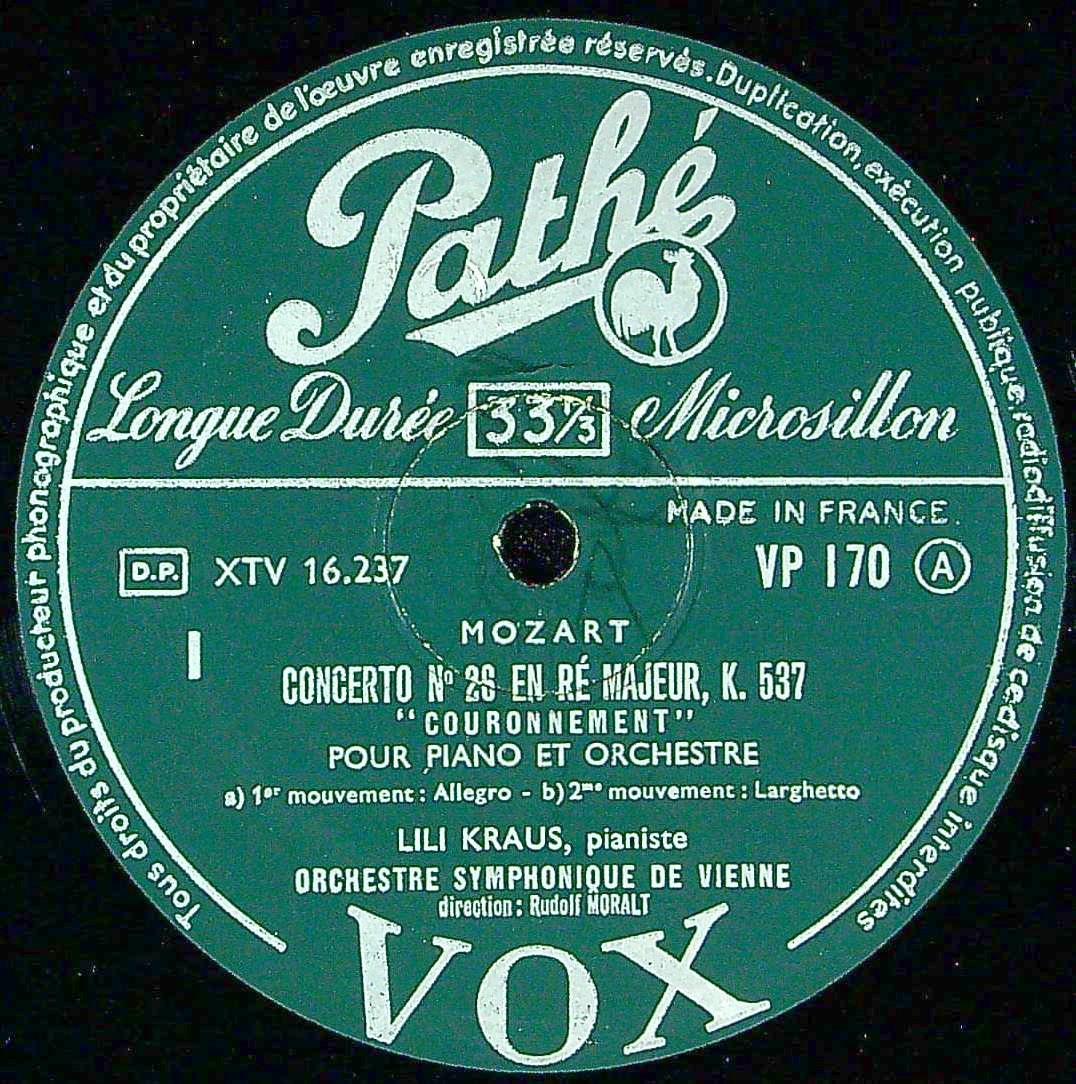 Tous droits du producteur phonographique et du propriétaire de l'œuvre enregistrée réservés. Duplication, exécution publique, radiodiffusion de ce disque interdites
Pathé
Longue Durée 33 1/3 Microsillon
MADE IN FRANCE.
D.P. XTV 16.237 VP 170 A
I
MOZART
CONCERTO Nº 26 EN RÉ MAJEUR, K. 537
"COURONNEMENT"
POUR PIANO ET ORCHESTRE
a) 1er mouvement : Allegro - b) 2me mouvement : Larghetto
LILI KRAUS, pianiste
ORCHESTRE SYMPHONIQUE DE VIENNE
direction : Rudolf MORALT
VOX